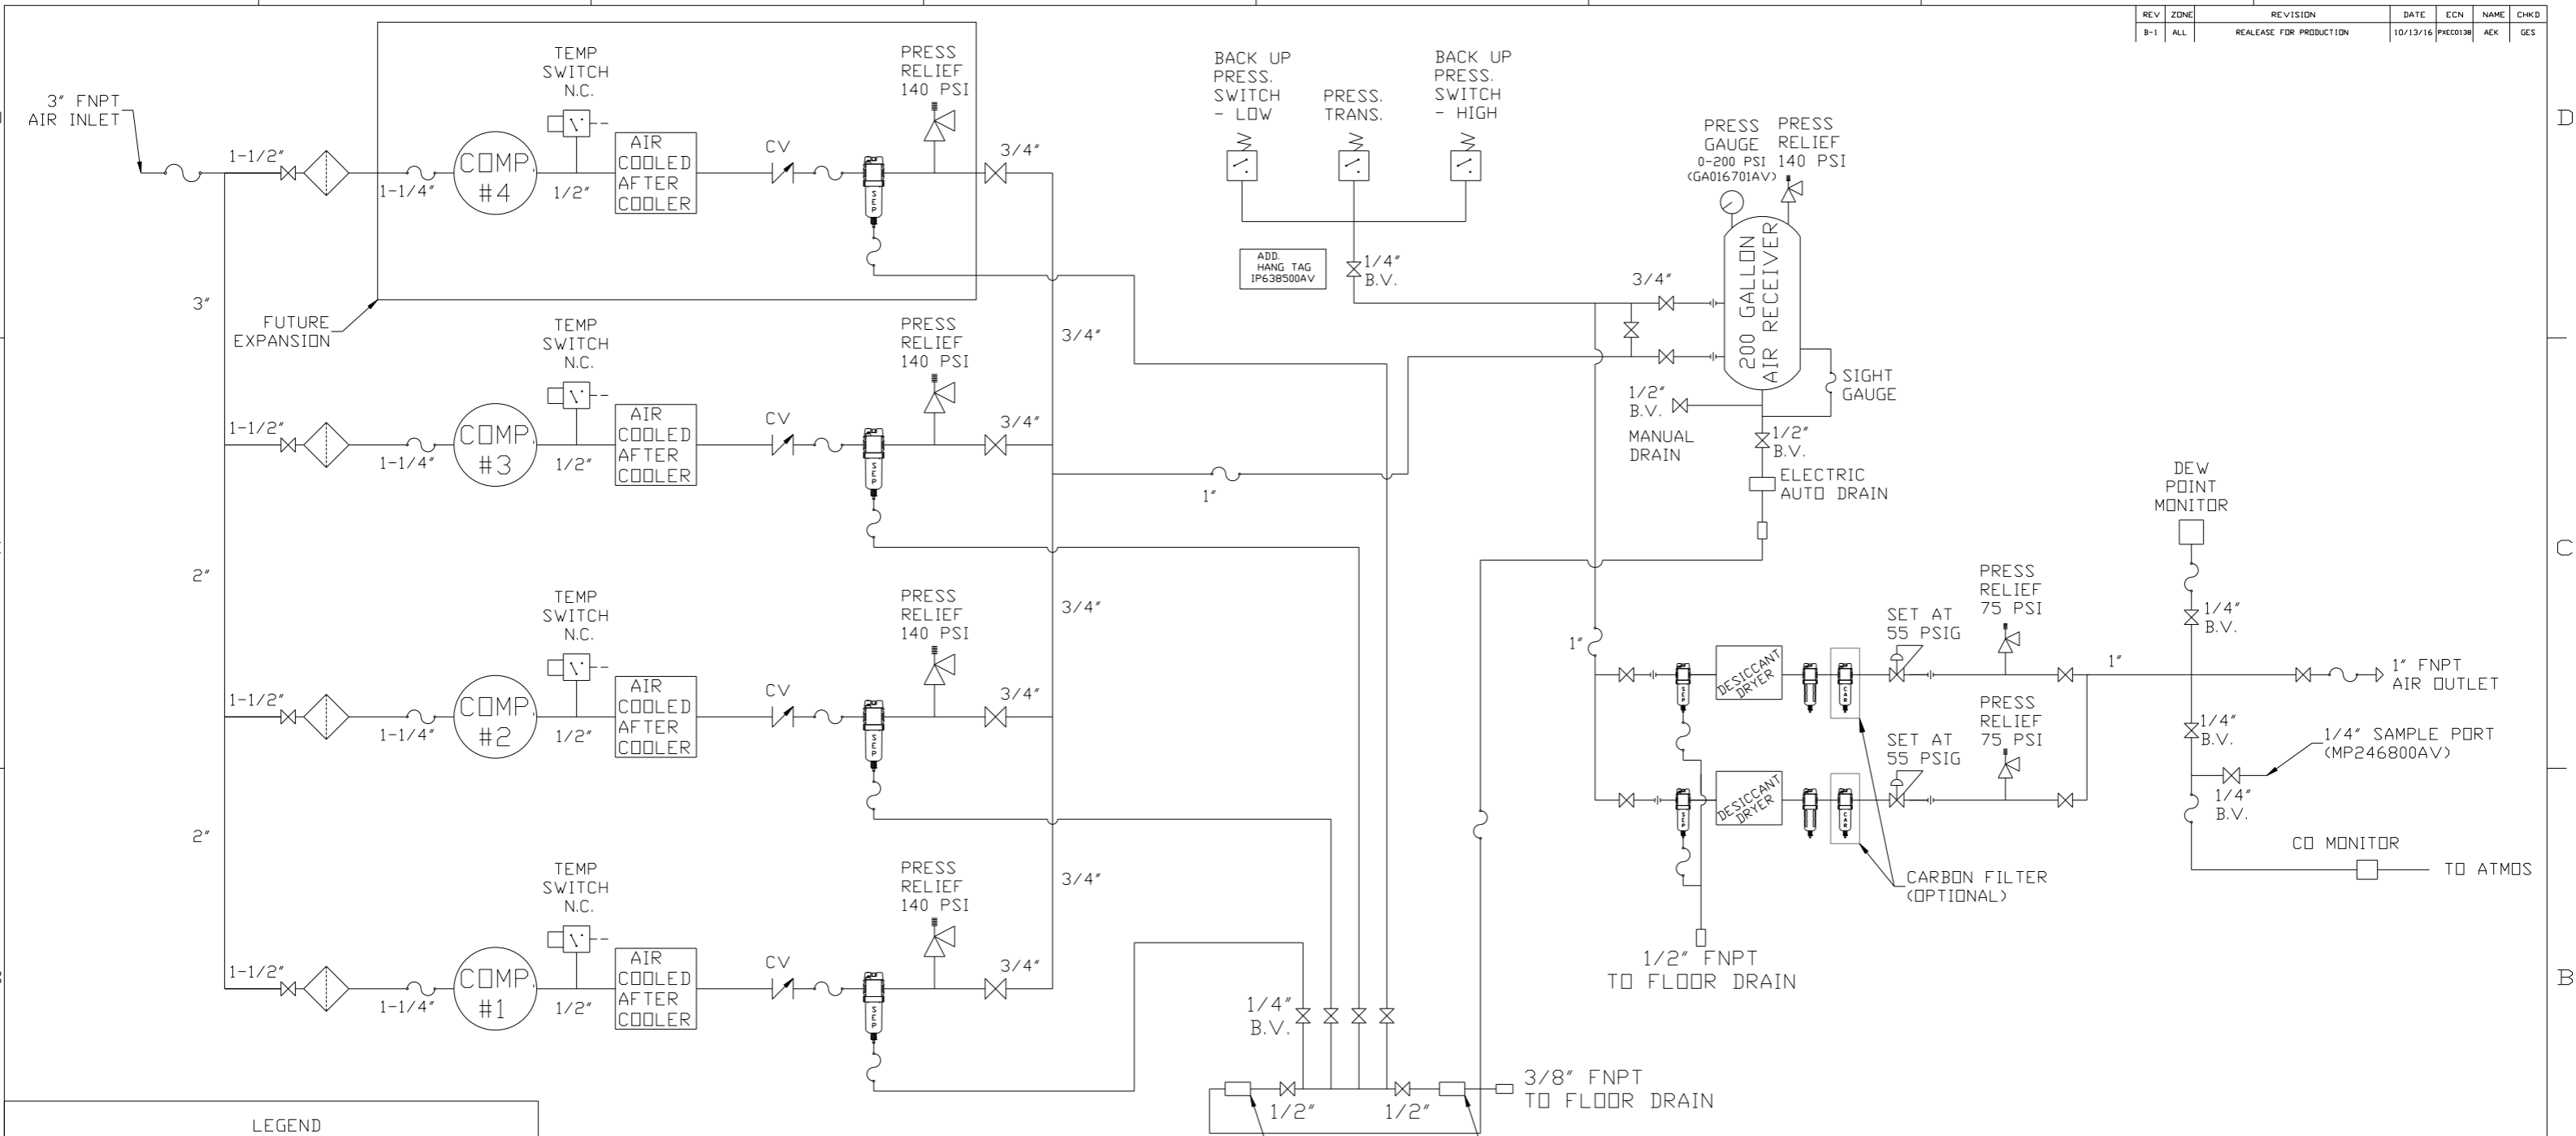 REV ZONE REVISION DATE ECN NAME CHKD
B-1 ALL REALEASE FOR PRODUCTION 10/13/16 PXEC0138 AEK GES
D
C
B
3" FNPT
AIR INLET
3"
2"
2"
FUTURE
EXPANSION
1-1/2"
1-1/4"
COMP.
#4
1/2"
TEMP
SWITCH
N.C.
AIR
COOLED
AFTER
COOLER
CV
SEP
PRESS
RELIEF
140 PSI
3/4"
3/4"
1-1/2"
1-1/4"
COMP.
#3
1/2"
TEMP
SWITCH
N.C.
AIR
COOLED
AFTER
COOLER
CV
SEP
PRESS
RELIEF
140 PSI
3/4"
1"
3/4"
1-1/2"
1-1/4"
COMP.
#2
1/2"
TEMP
SWITCH
N.C.
AIR
COOLED
AFTER
COOLER
CV
SEP
PRESS
RELIEF
140 PSI
3/4"
3/4"
1-1/2"
1-1/4"
COMP.
#1
1/2"
TEMP
SWITCH
N.C.
AIR
COOLED
AFTER
COOLER
CV
SEP
PRESS
RELIEF
140 PSI
3/4"
BACK UP
PRESS.
SWITCH
- LOW
PRESS.
TRANS.
BACK UP
PRESS.
SWITCH
- HIGH
ADD.
HANG TAG
IP638500AV
1/4"
B.V.
PRESS
GAUGE
0-200 PSI
(GA016701AV)
PRESS
RELIEF
140 PSI
3/4"
200 GALLON
AIR RECEIVER
SIGHT
GAUGE
1/2"
B.V.
MANUAL
DRAIN
1/2"
B.V.
ELECTRIC
AUTO DRAIN
1"
SEP
DESICCANT
DRYER
CAR
SET AT
55 PSIG
PRESS
RELIEF
75 PSI
SEP
DESICCANT
DRYER
CAR
SET AT
55 PSIG
PRESS
RELIEF
75 PSI
CARBON FILTER
(OPTIONAL)
1/2" FNPT
TO FLOOR DRAIN
1"
DEW
POINT
MONITOR
1/4"
B.V.
1" FNPT
AIR OUTLET
1/4"
B.V.
1/4" SAMPLE PORT
(MP246800AV)
1/4"
B.V.
CO MONITOR
TO ATMOS
1/4"
B.V.
1/2"
1/2"
3/8" FNPT
TO FLOOR DRAIN
LEGEND